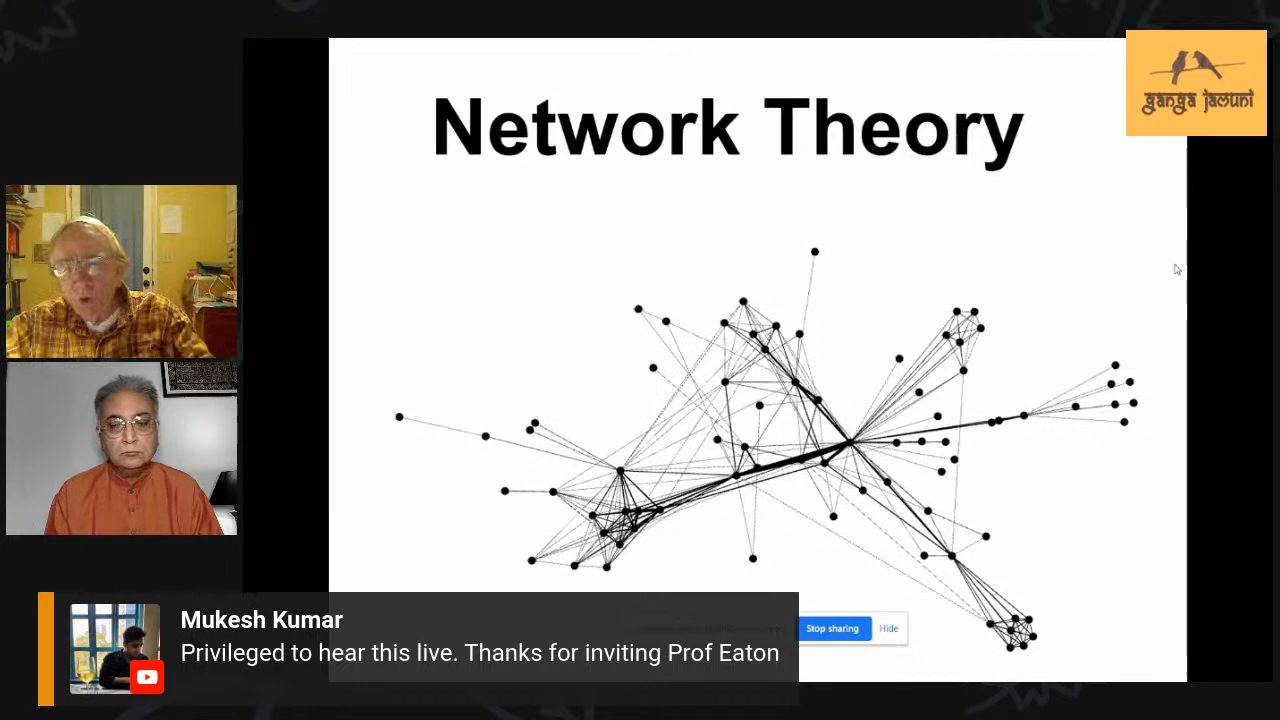 Network Theory
ganga jamuni
Stop sharing
Hide
Mukesh Kumar
Privileged to hear this live. Thanks for inviting Prof Eaton